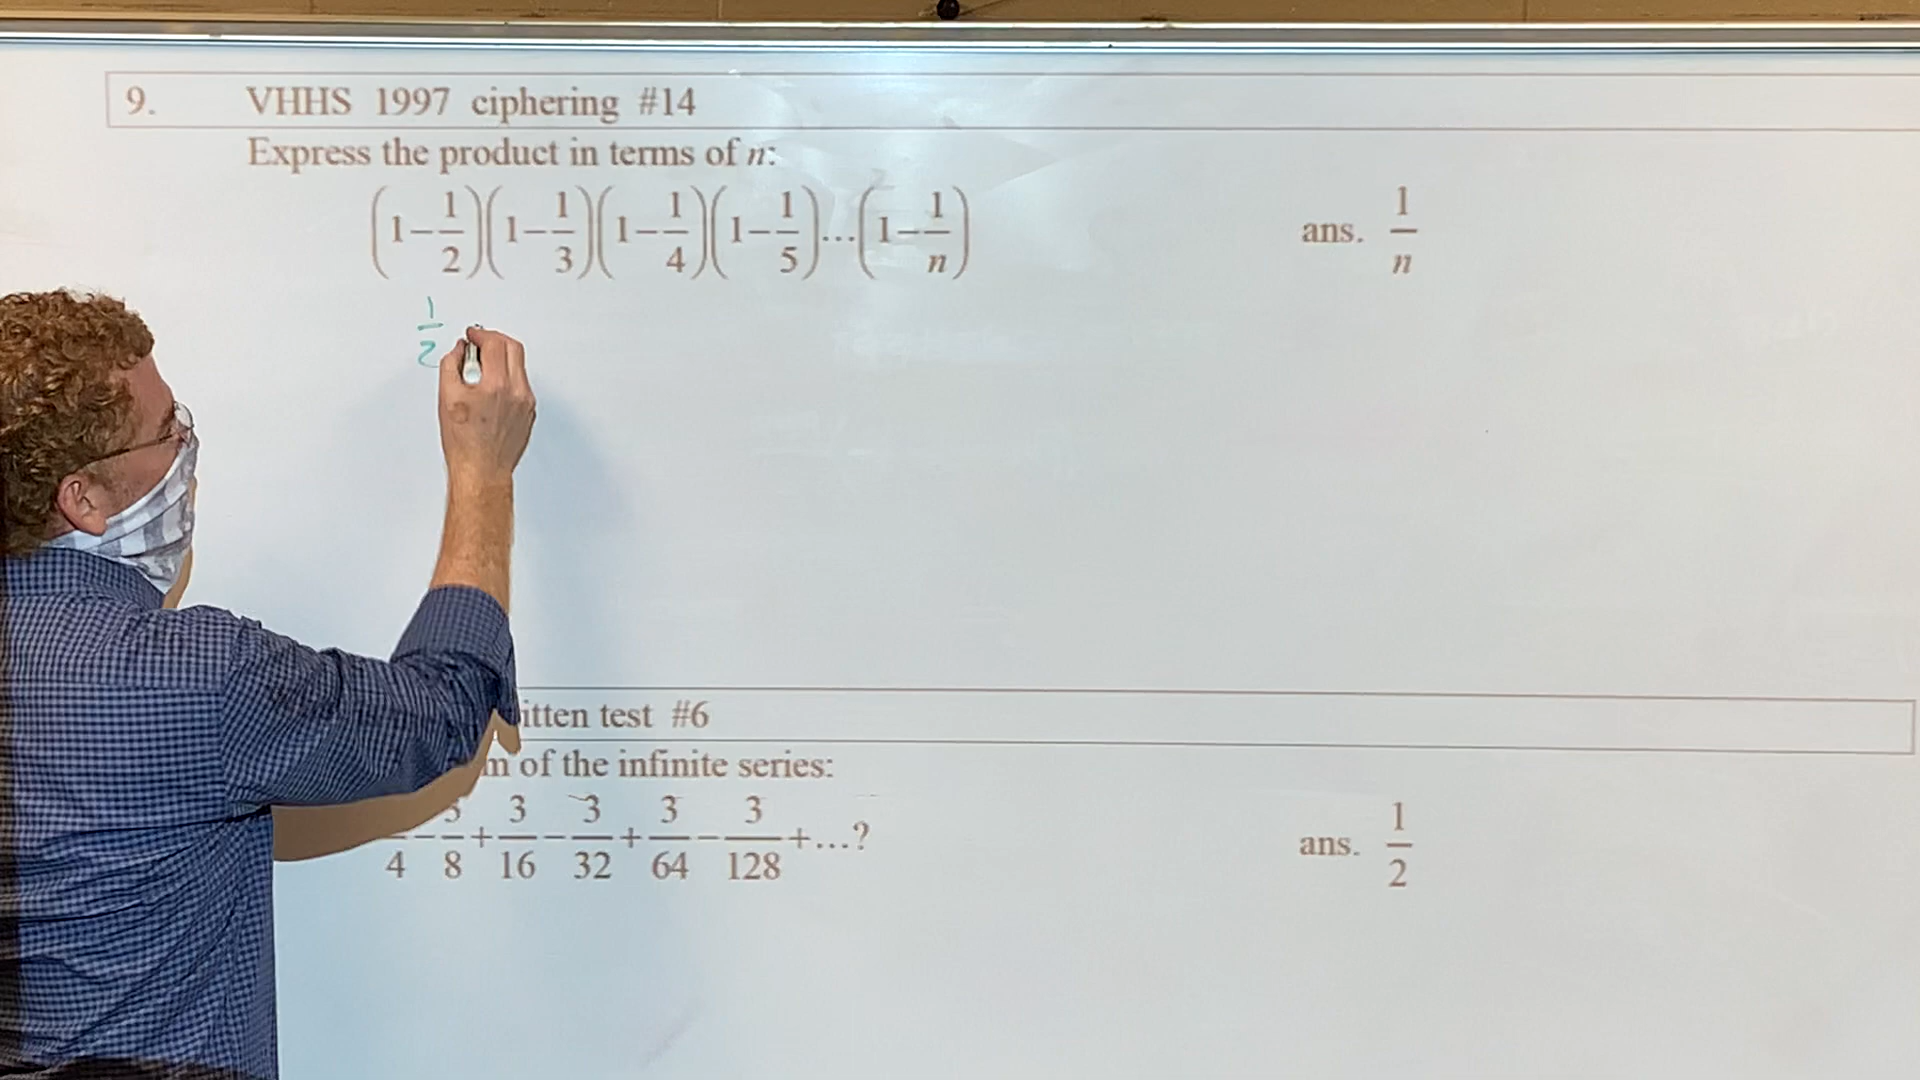 9. VHHS 1997 ciphering #14
Express the product in terms of n:
(1-1/2)(1-1/3)(1-1/4)(1-1/5)...(1-1/n) ans. 1/n
1/2
test #6
of the infinite series:
4 - 3/8 + 3/16 - 3/32 + 3/64 - 3/128 + ...? ans. 1/2